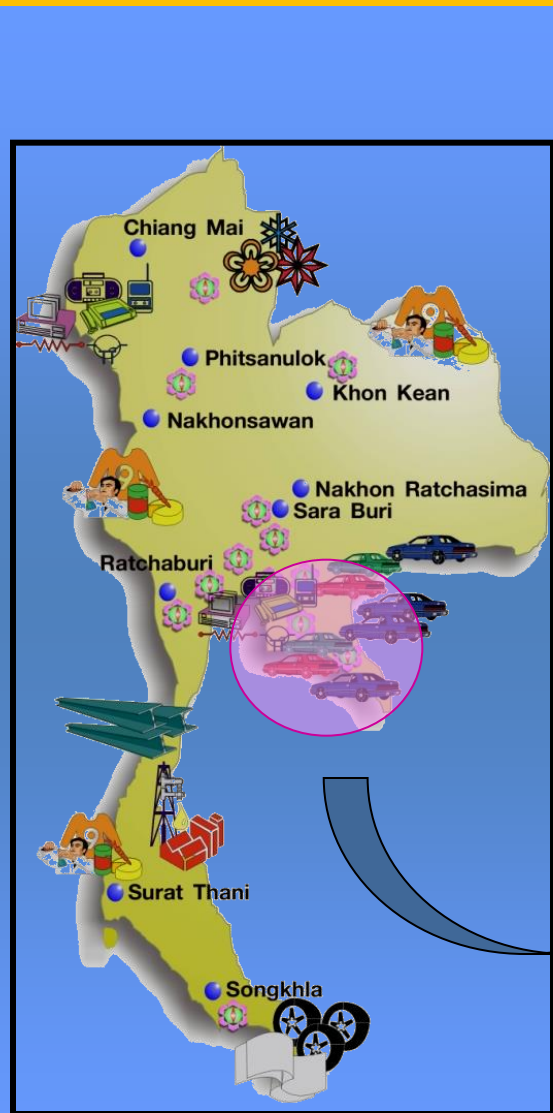 Chiang Mai
Phitsanulok
Khon Kean
Nakhonsawan
Nakhon Ratchasima
Sara Buri
Ratchaburi
Surat Thani
Songkhla